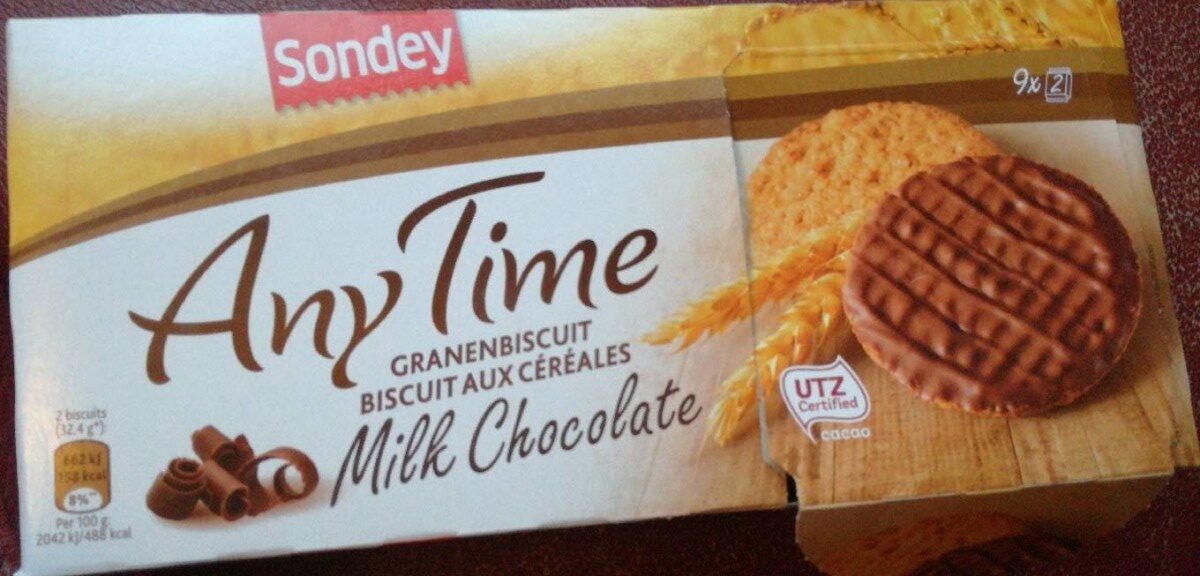 Sondey
9x 2
Any Time
GRANENBISCUIT
BISCUIT AUX CÉRÉALES
Milk Chocolate
UTZ
Certified
cacao
2 biscuits
(32.4 g*):
662 kJ
158 kcal
8%**
Per 100 g:
2042 kJ/488 kcal